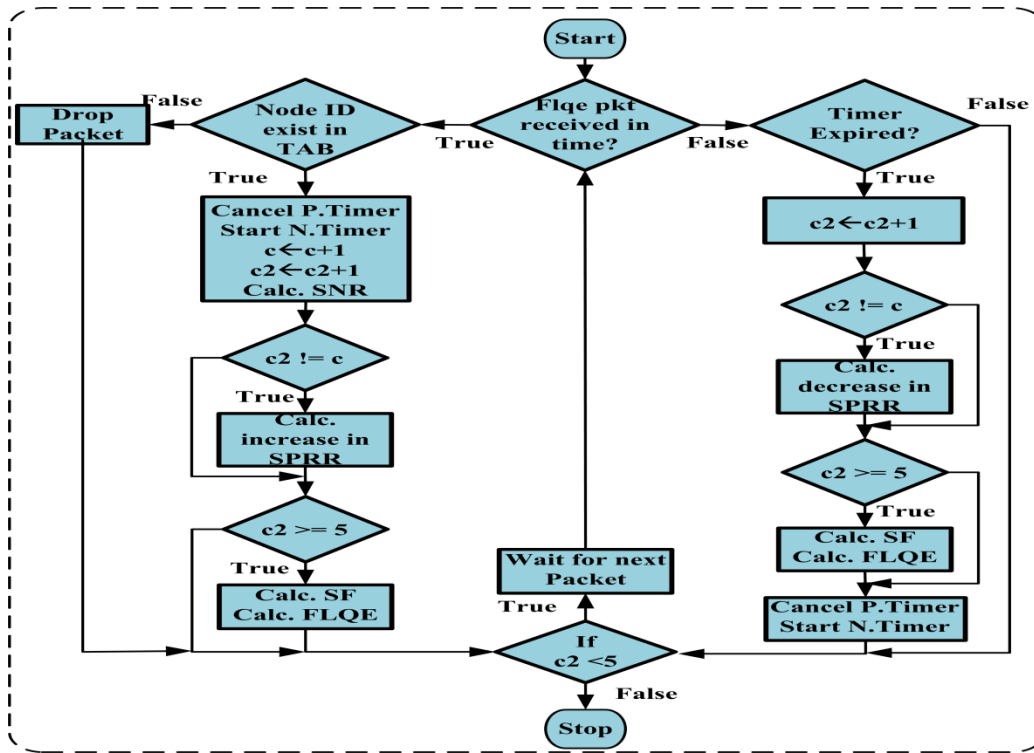 Start
Flqe pkt
received in
time?
True
False
Node ID
exist in
TAB
False
Drop
Packet
True
Cancel P.Timer
Start N.Timer
c←c+1
c2←c2+1
Calc. SNR
c2 != c
True
Calc.
increase in
SPRR
c2 >= 5
True
Calc. SF
Calc. FLQE
Timer
Expired?
False
True
c2←c2+1
c2 != c
True
Calc.
decrease in
SPRR
c2 >= 5
True
Calc. SF
Calc. FLQE
Cancel P.Timer
Start N.Timer
Wait for next
Packet
True
If
c2 <5
False
Stop